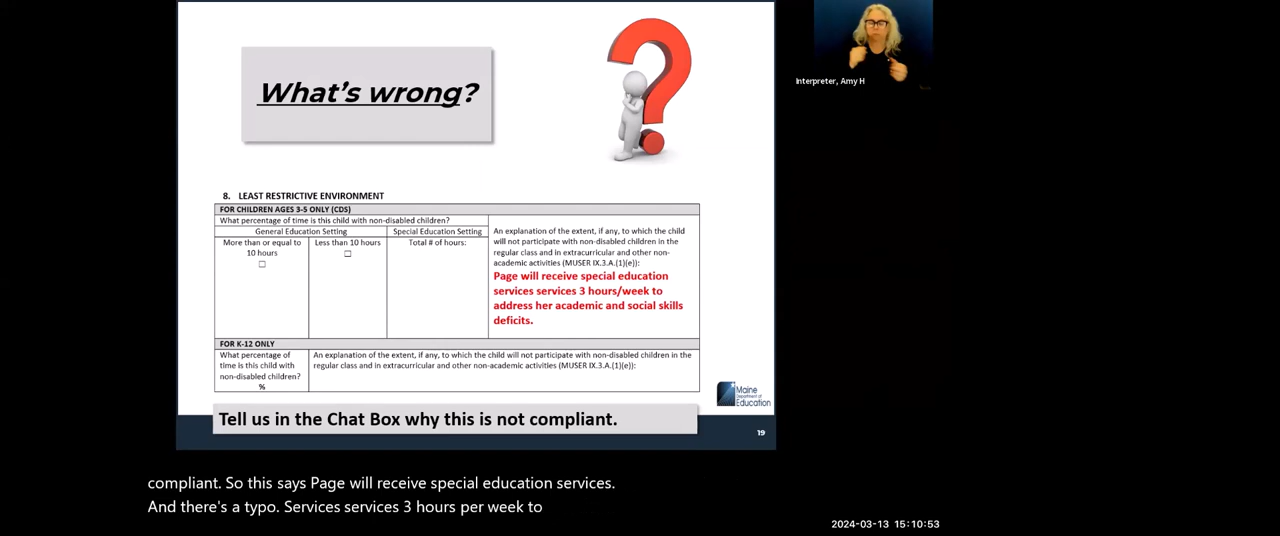 What's wrong?
Interpreter, Amy H
8. LEAST RESTRICTIVE ENVIRONMENT
FOR CHILDREN AGES 3-5 ONLY (CDS)
What percentage of time is this child with non-disabled children?
General Education Setting
Special Education Setting
More than or equal to
10 hours
☐
Less than 10 hours
☐
Total # of hours:
An explanation of the extent, if any, to which the child
will not participate with non-disabled children in the
regular class and in extracurricular and other non-
academic activities (MUSER IX.3.A.(1)(e)):
Page will receive special education
services services 3 hours/week to
address her academic and social skills
deficits.
FOR K-12 ONLY
What percentage of
time is this child with
non-disabled children?
%
An explanation of the extent, if any, to which the child will not participate with non-disabled children in the
regular class and in extracurricular and other non-academic activities (MUSER IX.3.A.(1)(e)):
Maine
Department of
Education
Tell us in the Chat Box why this is not compliant.
19
compliant. So this says Page will receive special education services.
And there's a typo. Services services 3 hours per week to
2024-03-13 15:10:53